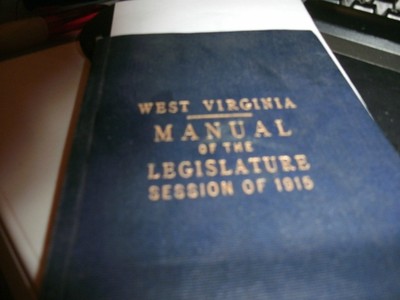 WEST VIRGINIA
MANUAL
OF THE
LEGISLATURE
SESSION OF 1915